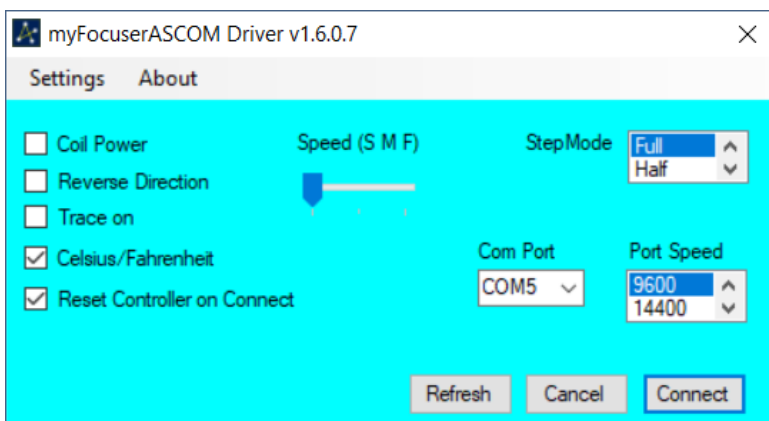 myFocuserASCOM Driver v1.6.0.7
Settings About
Coil Power
Reverse Direction
Trace on
Celsius/Fahrenheit
Reset Controller on Connect
Speed (S M F)
StepMode
Full
Half
Com Port
COM5
Port Speed
9600
14400
Refresh Cancel Connect